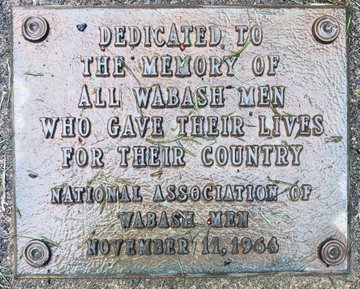 DEDICATED TO
THE MEMORY OF
ALL WABASH MEN
WHO GAVE THEIR LIVES
FOR THEIR COUNTRY
NATIONAL ASSOCIATION OF
WABASH MEN
NOVEMBER 11, 1964